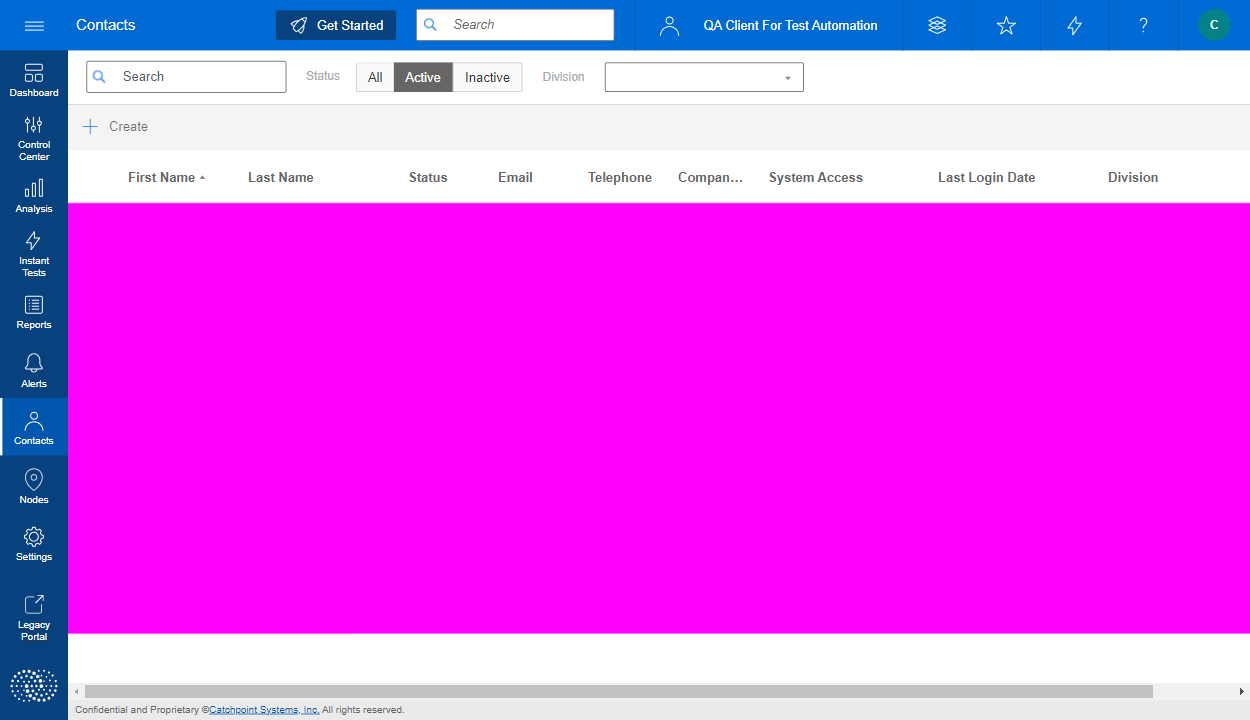 Contacts
Get Started
Search
QA Client For Test Automation
?
C
Search
Status
All
Active
Inactive
Division
Create
First Name
Last Name
Status
Email
Telephone
Compan...
System Access
Last Login Date
Division
Dashboard
Control
Center
Analysis
Instant
Tests
Reports
Alerts
Contacts
Nodes
Settings
Legacy
Portal
Confidential and Proprietary ©Catchpoint Systems, Inc. All rights reserved.